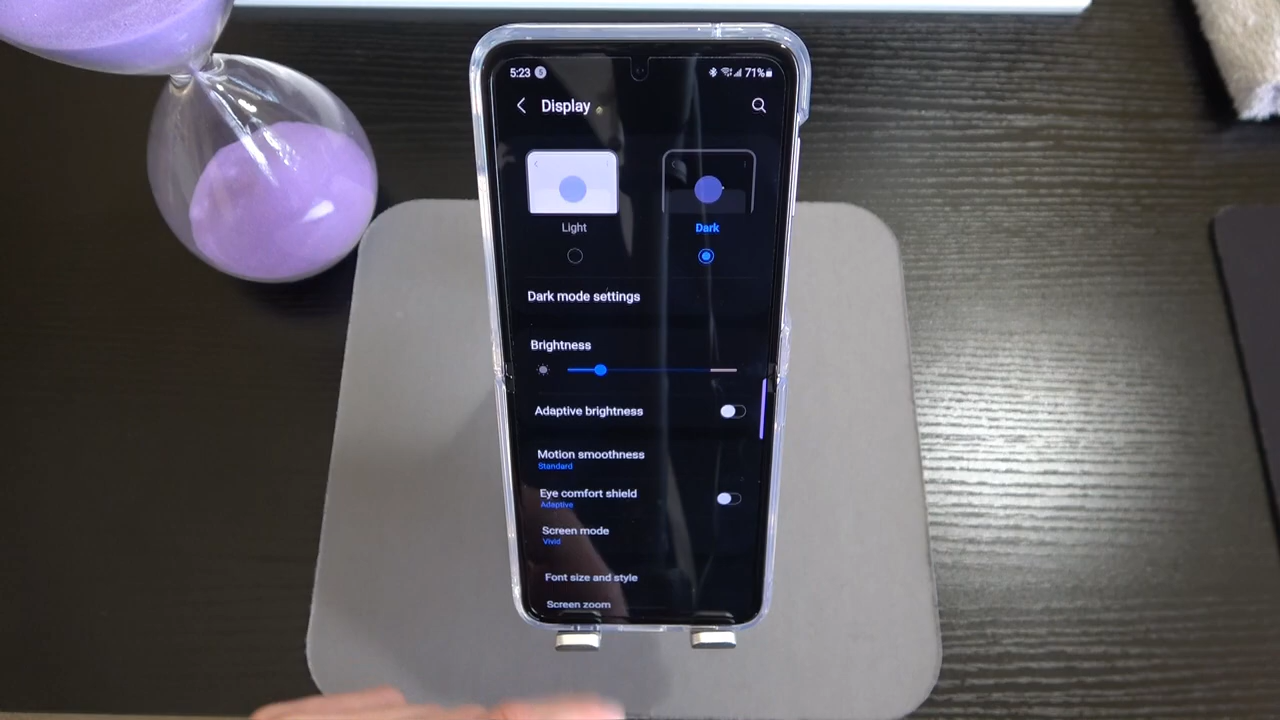 5:23 S 71%
Display
Light
Dark
Dark mode settings
Brightness
Adaptive brightness
Motion smoothness
Standard
Eye comfort shield
Adaptive
Screen mode
Vivid
Font size and style
Screen zoom